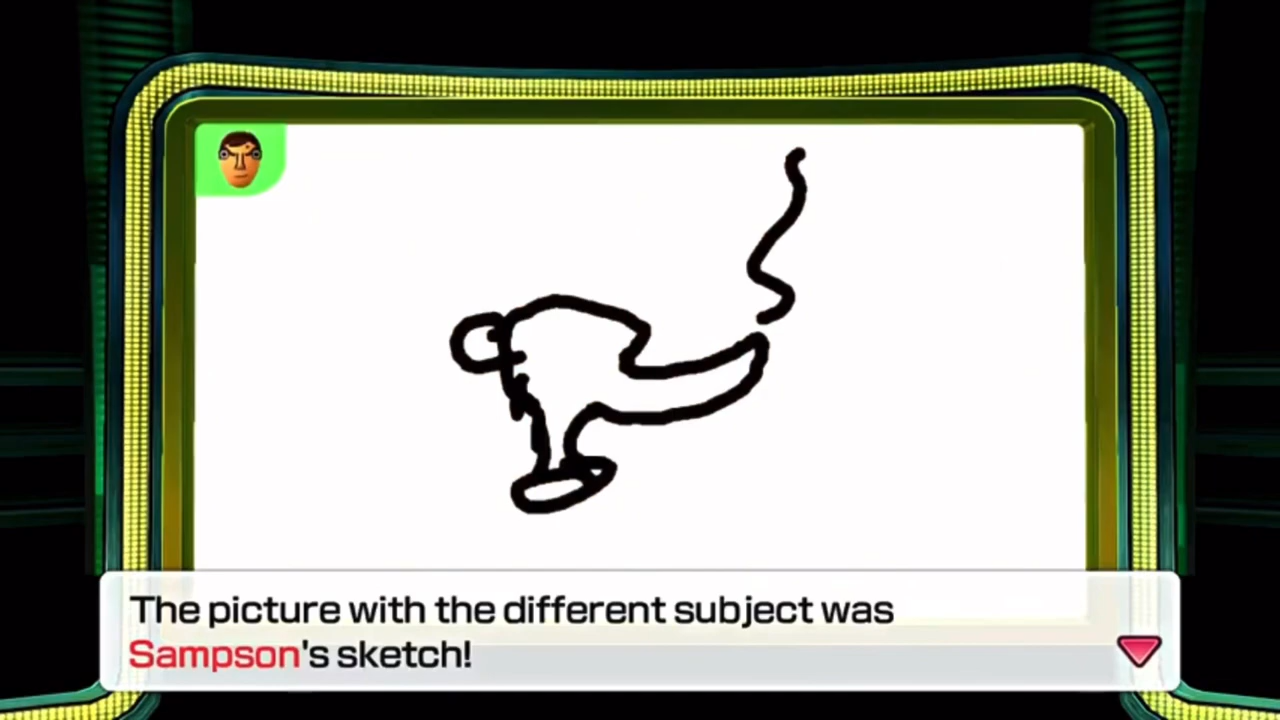 The picture with the different subject was
Sampson's sketch!